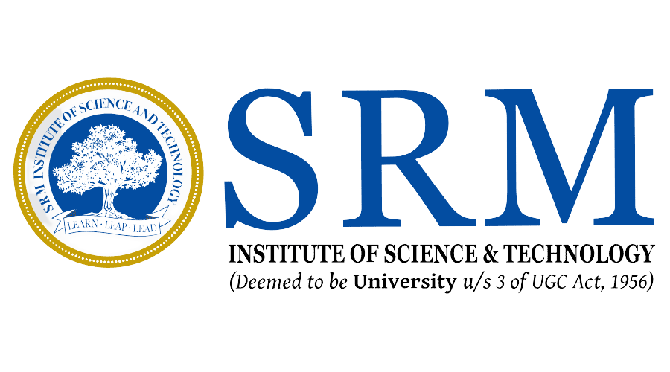 SRM INSTITUTE OF SCIENCE AND TECHNOLOGY
LEARN - LEAP - LEAD
SRM
INSTITUTE OF SCIENCE & TECHNOLOGY
(Deemed to be University u/s 3 of UGC Act, 1956)